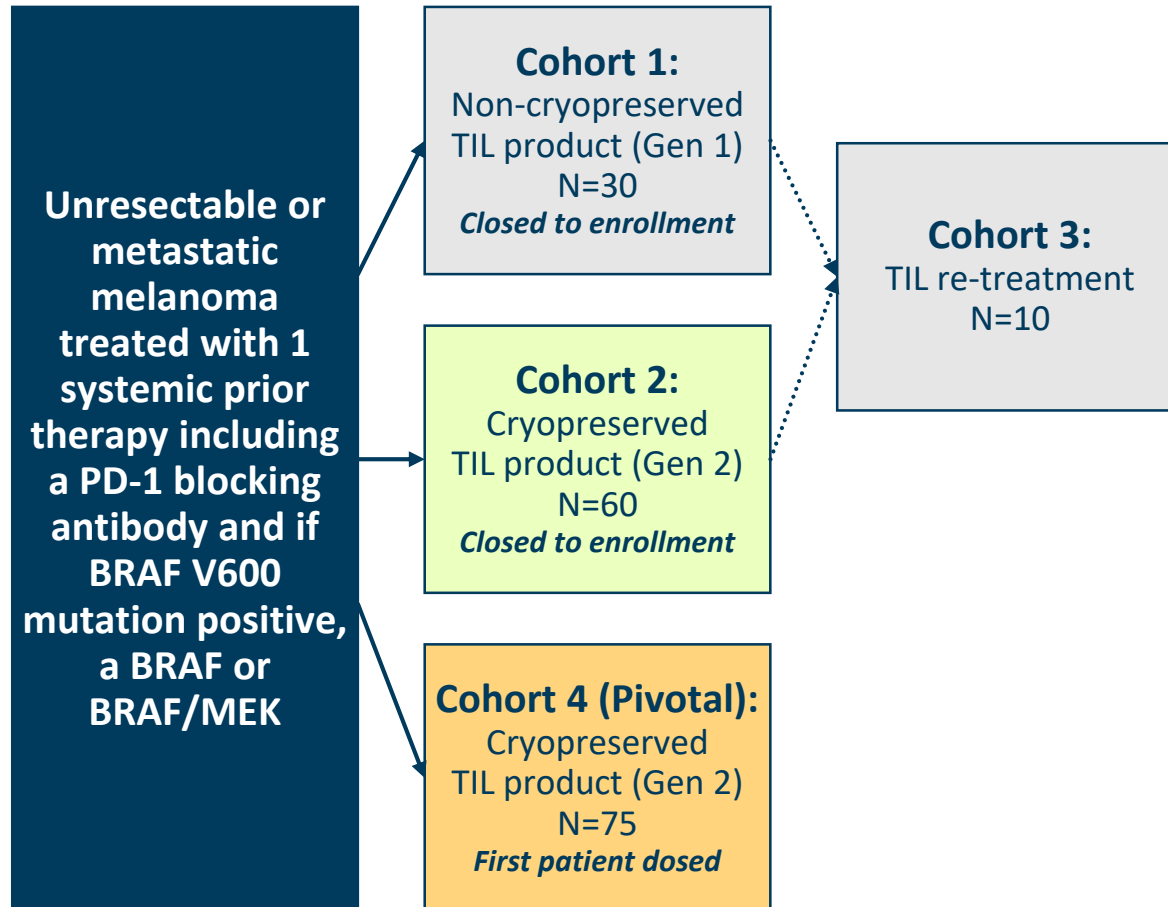 Unresectable or
metastatic
melanoma
treated with 1
systemic prior
therapy including
a PD-1 blocking
antibody and if
BRAF V600
mutation positive,
a BRAF or
BRAF/MEK
Cohort 1:
Non-cryopreserved
TIL product (Gen 1)
N=30
Closed to enrollment
Cohort 2:
Cryopreserved
TIL product (Gen 2)
N=60
Closed to enrollment
Cohort 4 (Pivotal):
Cryopreserved
TIL product (Gen 2)
N=75
First patient dosed
Cohort 3:
TIL re-treatment
N=10